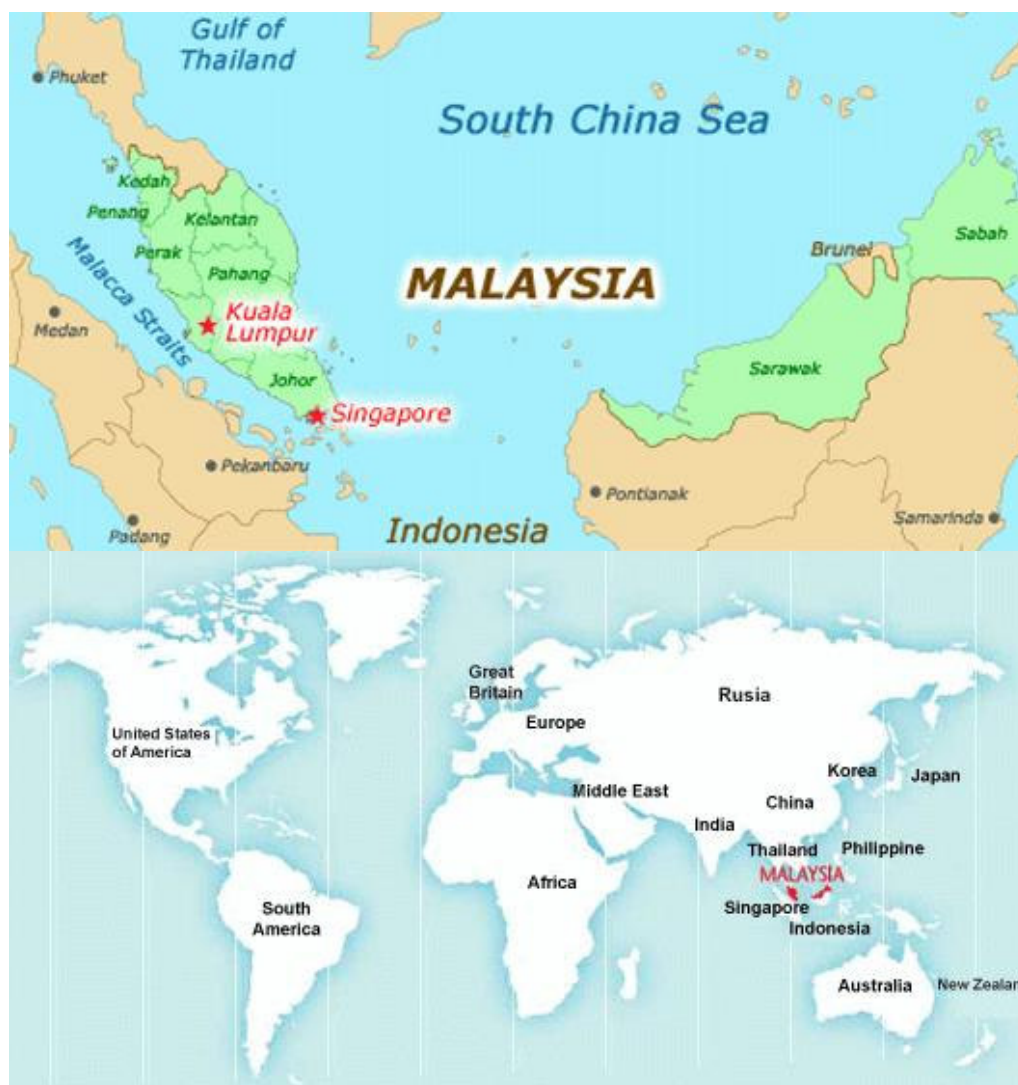 Gulf of
Thailand
Phuket
South China Sea
Kedah
Penang
Kelantan
Perak
Pahang
Malacca Straits
MALAYSIA
Brunei
Sabah
Medan
Kuala
Lumpur
Johor
Sarawak
Singapore
Pekanbaru
Pontianak
Padang
Indonesia
Samarinda
Great
Britain
Rusia
United States
of America
Europe
Middle East
Korea
Japan
China
India
Thailand
Philippine
MALAYSIA
Africa
South
America
Singapore
Indonesia
Australia
New Zealan